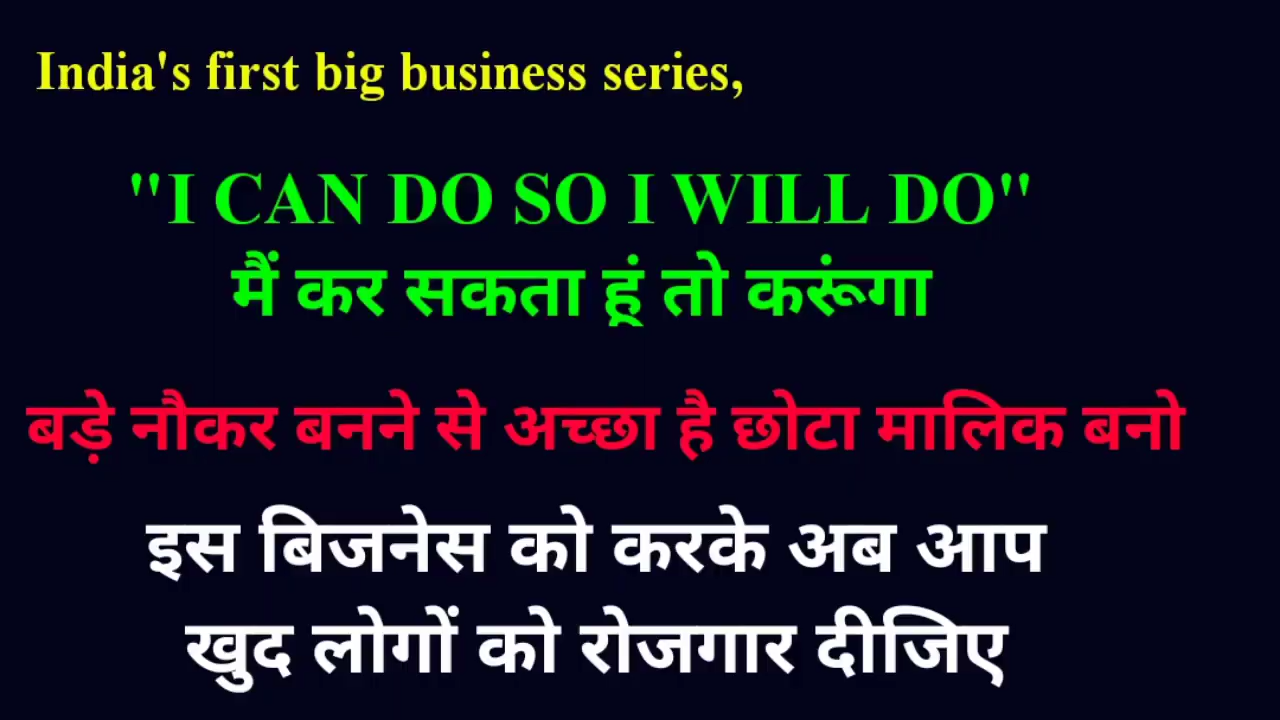 India's first big business series,
"I CAN DO SO I WILL DO"
मैं कर सकता हूं तो करूंगा
बड़े नौकर बनने से अच्छा है छोटा मालिक बनो
इस बिजनेस को करके अब आप
खुद लोगों को रोजगार दीजिए